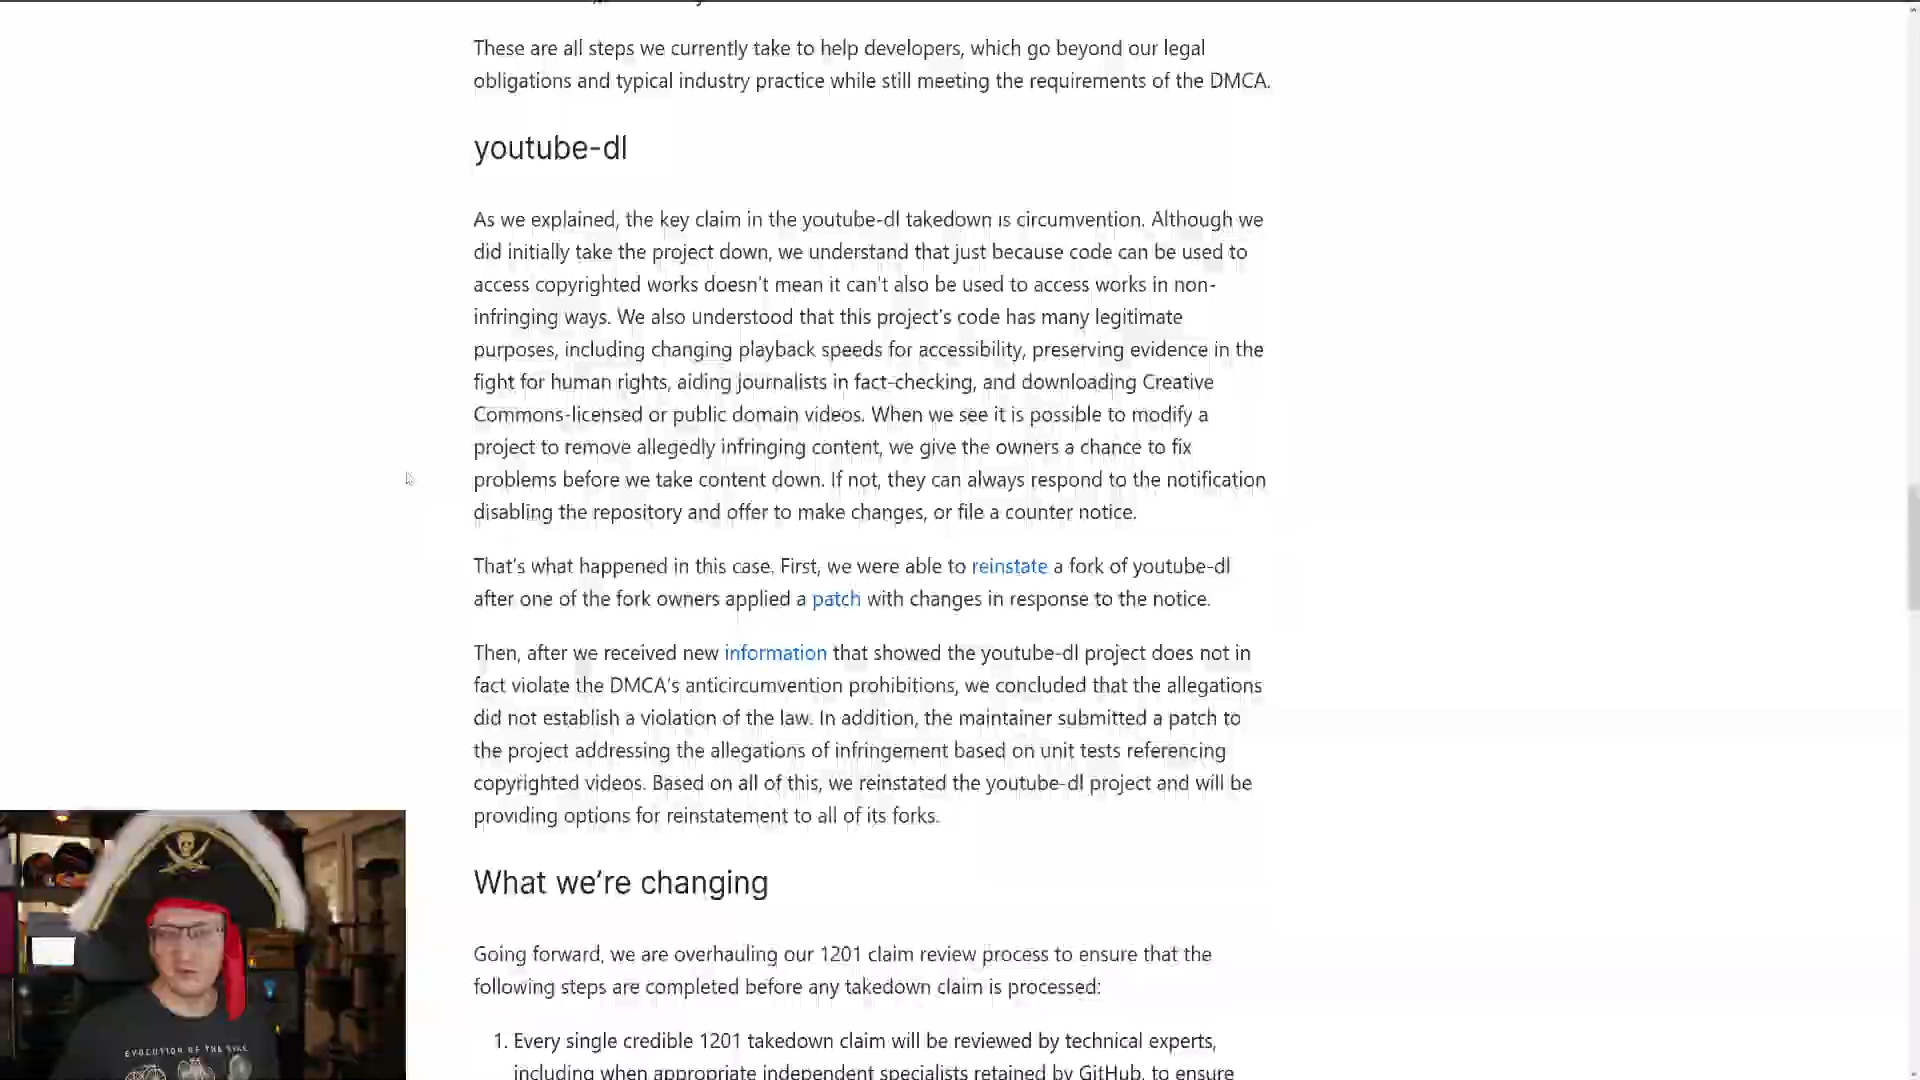 These are all steps we currently take to help developers, which go beyond our legal
obligations and typical industry practice while still meeting the requirements of the DMCA.
youtube-dl
As we explained, the key claim in the youtube-dl takedown is circumvention. Although we
did initially take the project down, we understand that just because code can be used to
access copyrighted works doesn't mean it can't also be used to access works in non-
infringing ways. We also understood that this project's code has many legitimate
purposes, including changing playback speeds for accessibility, preserving evidence in the
fight for human rights, aiding journalists in fact-checking, and downloading Creative
Commons-licensed or public domain videos. When we see it is possible to modify a
project to remove allegedly infringing content, we give the owners a chance to fix
problems before we take content down. If not, they can always respond to the notification
disabling the repository and offer to make changes, or file a counter notice.
That's what happened in this case. First, we were able to reinstate a fork of youtube-dl
after one of the fork owners applied a patch with changes in response to the notice.
Then, after we received new information that showed the youtube-dl project does not in
fact violate the DMCA's anticircumvention prohibitions, we concluded that the allegations
did not establish a violation of the law. In addition, the maintainer submitted a patch to
the project addressing the allegations of infringement based on unit tests referencing
copyrighted videos. Based on all of this, we reinstated the youtube-dl project and will be
providing options for reinstatement to all of its forks.
What we're changing
Going forward, we are overhauling our 1201 claim review process to ensure that the
following steps are completed before any takedown claim is processed:
1. Every single credible 1201 takedown claim will be reviewed by technical experts,
including when appropriate independent specialists retained by GitHub, to ensure
EVOLUTION OF THE BIKE